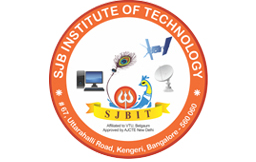 SJB INSTITUTE OF TECHNOLOGY
SJBIT
Affiliated to VTU, Belgaum
Approved by AICTE New Delhi
# 67, Uttarahalli Road, Kengeri, Bangalore - 560 060